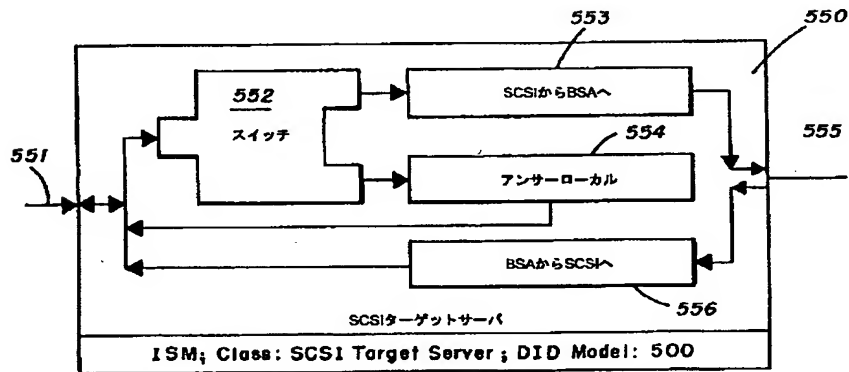 553
550
552
スイッチ
SCSIからBSAへ
555
551
554
アンサーローカル
BSAからSCSIへ
556
SCSIターゲットサーバ
ISM; Class: SCSI Target Server; DID Model: 500